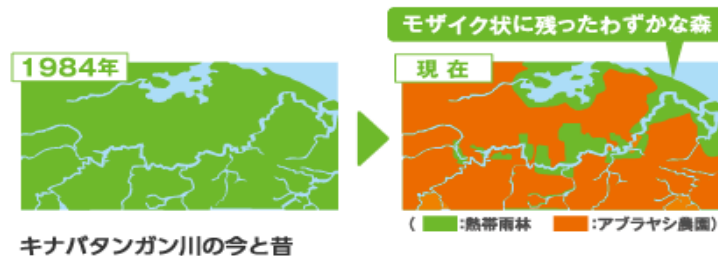 モザイク状に残ったわずかな森
1984年
現在
(　:熱帯雨林　:アブラヤシ農園)
キナバタンガン川の今と昔